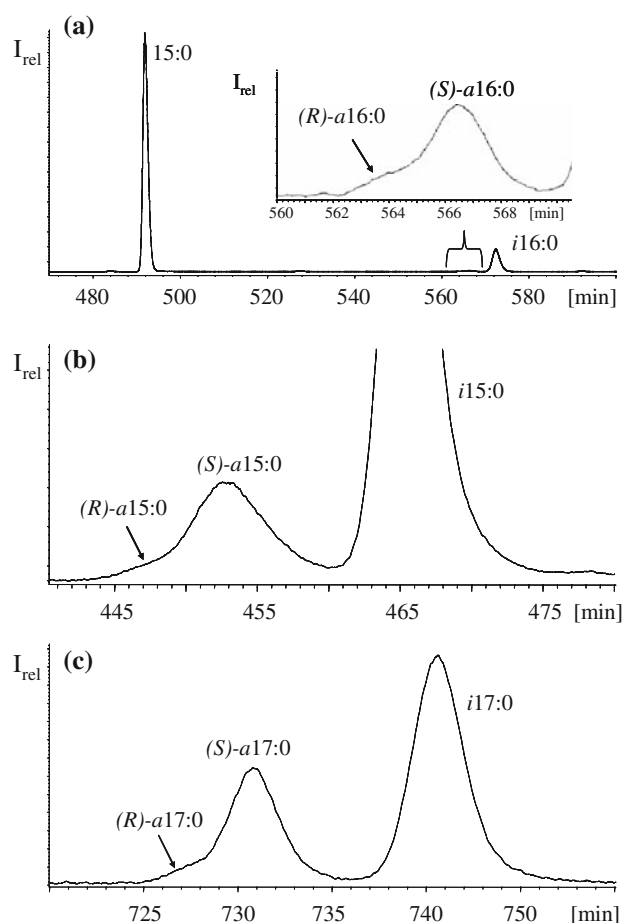 (a)
I_rel
15:0
I_rel
(S)-a16:0
(R)-a16:0
560 562 564 566 568 [min]
i16:0
480 500 520 540 560 580 [min]
(b)
I_rel
i15:0
(S)-a15:0
(R)-a15:0
445 455 465 475 [min]
(c)
I_rel
i17:0
(S)-a17:0
(R)-a17:0
725 730 735 740 750 [min]